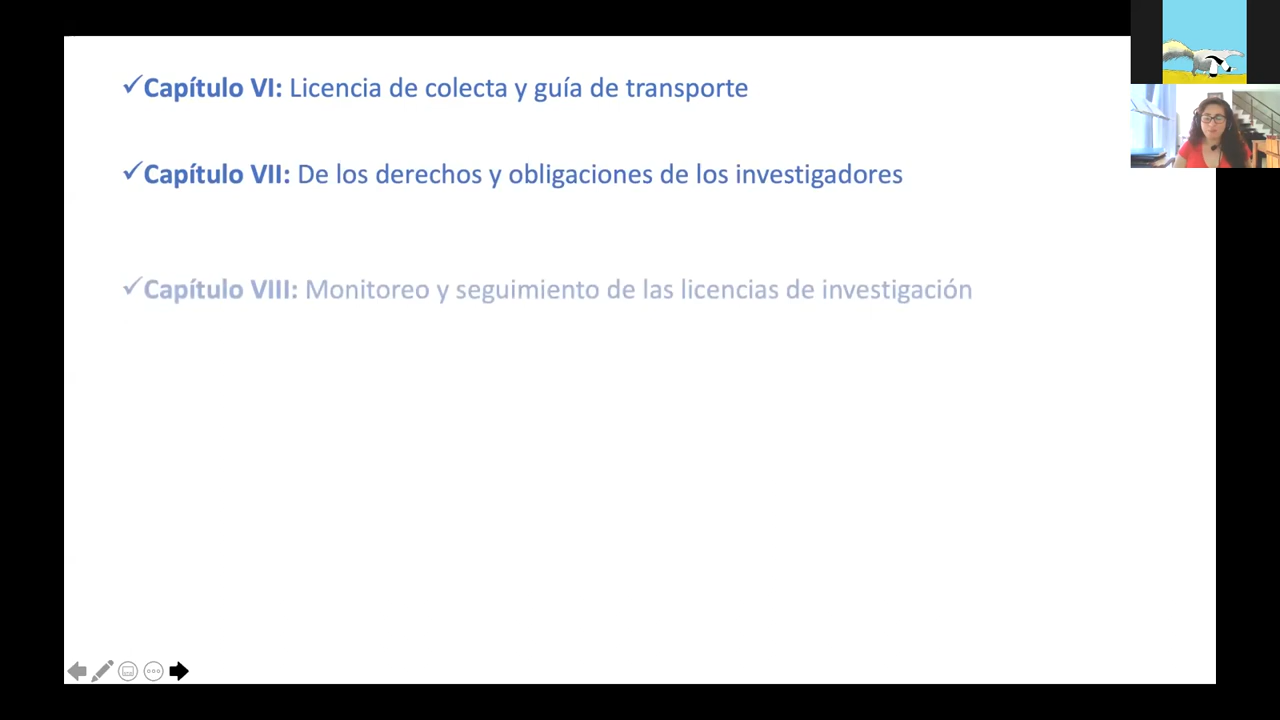 ✓Capítulo VI: Licencia de colecta y guía de transporte
✓Capítulo VII: De los derechos y obligaciones de los investigadores
✓Capítulo VIII: Monitoreo y seguimiento de las licencias de investigación